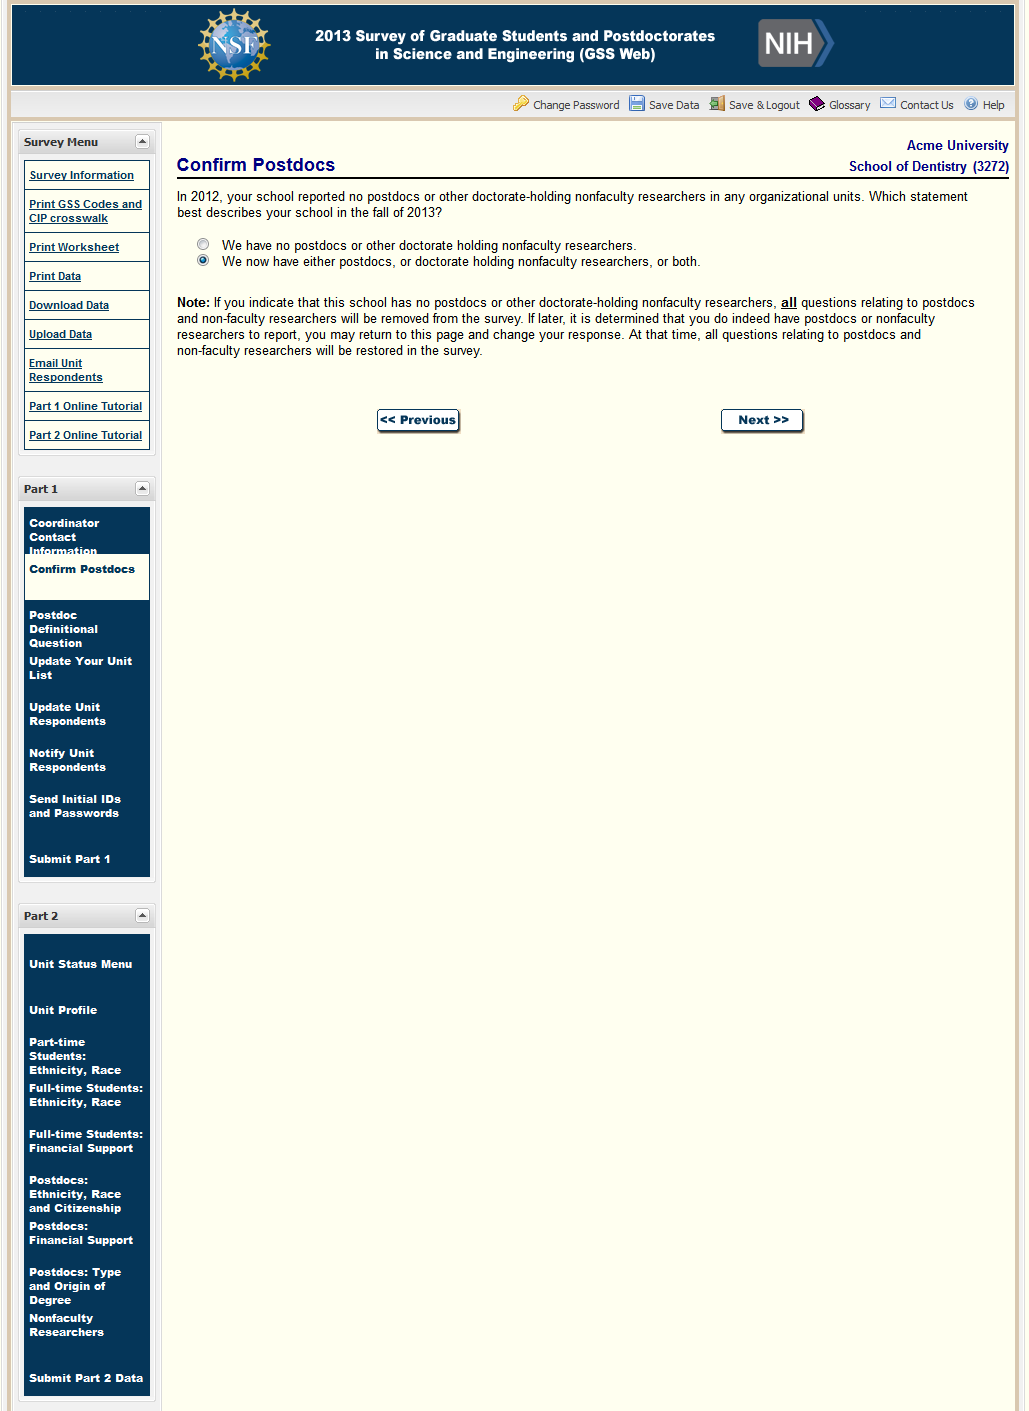 NSF
2013 Survey of Graduate Students and Postdoctorates
in Science and Engineering (GSS Web)
NIH
Change Password Save Data Save & Logout Glossary Contact Us Help
Survey Menu
Survey Information
Print GSS Codes and
CIP crosswalk
Print Worksheet
Print Data
Download Data
Upload Data
Email Unit
Respondents
Part 1 Online Tutorial
Part 2 Online Tutorial
Part 1
Coordinator
Contact
Information
Confirm Postdocs
Postdoc
Definitional
Question
Update Your Unit
List
Update Unit
Respondents
Notify Unit
Respondents
Send Initial IDs
and Passwords
Submit Part 1
Part 2
Unit Status Menu
Unit Profile
Part-time
Students:
Ethnicity, Race
Full-time Students:
Ethnicity, Race
Full-time Students:
Financial Support
Postdocs:
Ethnicity, Race
and Citizenship
Postdocs:
Financial Support
Postdocs: Type
and Origin of
Degree
Nonfaculty
Researchers
Submit Part 2 Data
Acme University
Confirm Postdocs
School of Dentistry (3272)
In 2012, your school reported no postdocs or other doctorate-holding nonfaculty researchers in any organizational units. Which statement
best describes your school in the fall of 2013?
We have no postdocs or other doctorate holding nonfaculty researchers.
We now have either postdocs, or doctorate holding nonfaculty researchers, or both.
Note: If you indicate that this school has no postdocs or other doctorate-holding nonfaculty researchers, all questions relating to postdocs
and non-faculty researchers will be removed from the survey. If later, it is determined that you do indeed have postdocs or nonfaculty
researchers to report, you may return to this page and change your response. At that time, all questions relating to postdocs and
non-faculty researchers will be restored in the survey.
<< Previous
Next >>